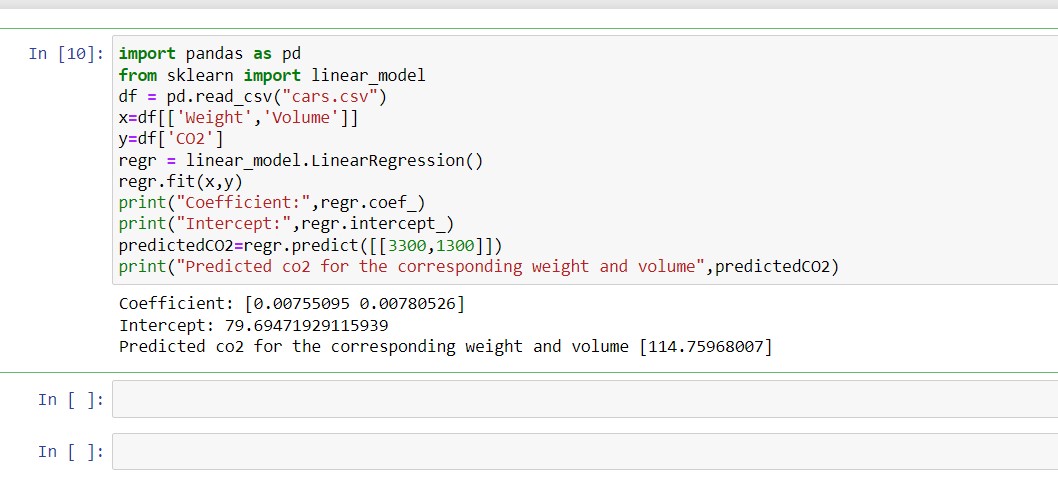 In [10]: import pandas as pd
from sklearn import linear_model
df = pd.read_csv("cars.csv")
x=df[['Weight','Volume']]
y=df['CO2']
regr = linear_model.LinearRegression()
regr.fit(x,y)
print("Coefficient:",regr.coef_)
print("Intercept:",regr.intercept_)
predictedCO2=regr.predict([[3300,1300]])
print("Predicted co2 for the corresponding weight and volume",predictedCO2)
Coefficient: [0.00755095 0.00780526]
Intercept: 79.69471929115939
Predicted co2 for the corresponding weight and volume [114.75968007]
In [ ]:
In [ ]: